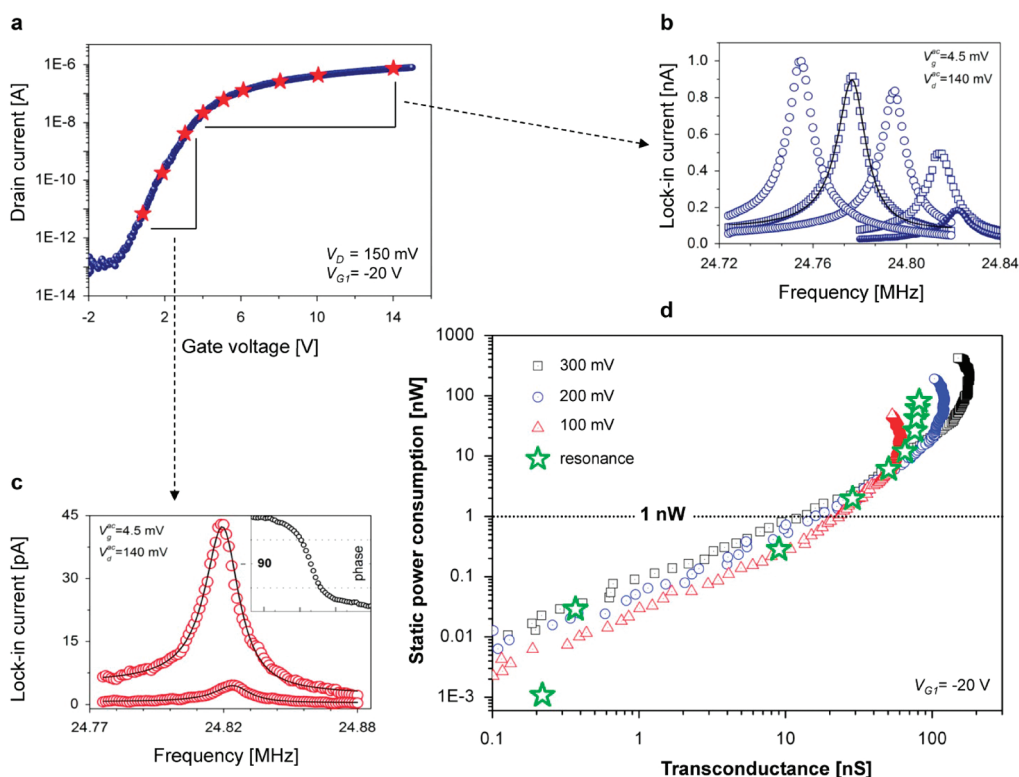 a
Drain current [A]
1E-6
1E-8
1E-10
1E-12
1E-14
-2
2
6
10
14
Gate voltage [V]
V_D = 150 mV
V_G1= -20 V
b
Lock-in current [nA]
1.0
0.8
0.6
0.4
0.2
0.0
24.72
24.76
24.80
24.84
Frequency [MHz]
V_g^ac=4.5 mV
V_d^ac=140 mV
c
Lock-in current [pA]
45
30
15
0
24.77
24.82
24.88
Frequency [MHz]
V_g^ac=4.5 mV
V_d^ac=140 mV
90
phase
d
Static power consumption [nW]
1000
100
10
1
0.1
0.01
1E-3
0.1
1
10
100
Transconductance [nS]
300 mV
200 mV
100 mV
resonance
1 nW
V_G1= -20 V